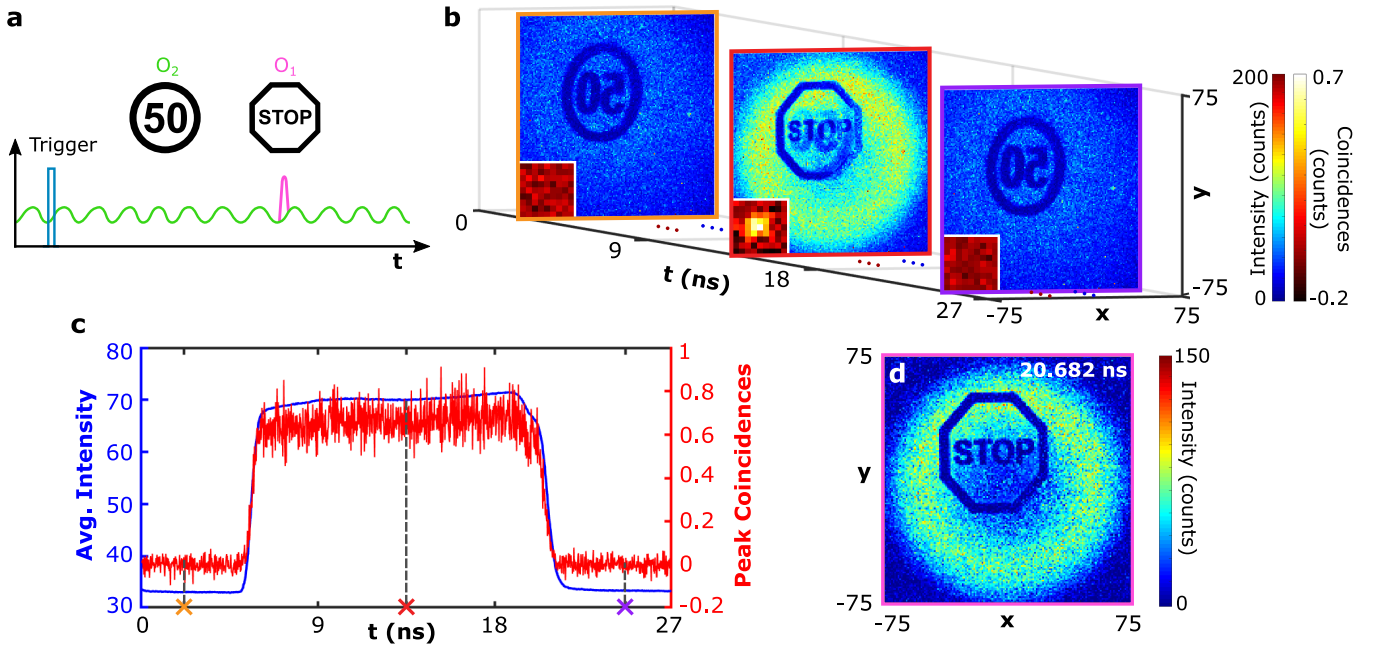 a
O2
O1
50
STOP
Trigger
t
b
50
STOP
50
0
9
18
27
t (ns)
-75
x
75
75
y
-75
200
Intensity (counts)
0
0.7
Coincidences (counts)
-0.2
c
80
70
60
50
40
30
Avg. Intensity
1
0.8
0.6
0.4
0.2
0
-0.2
Peak Coincidences
0
9
18
27
t (ns)
d
20.682 ns
STOP
75
y
-75
-75
x
75
150
Intensity (counts)
0